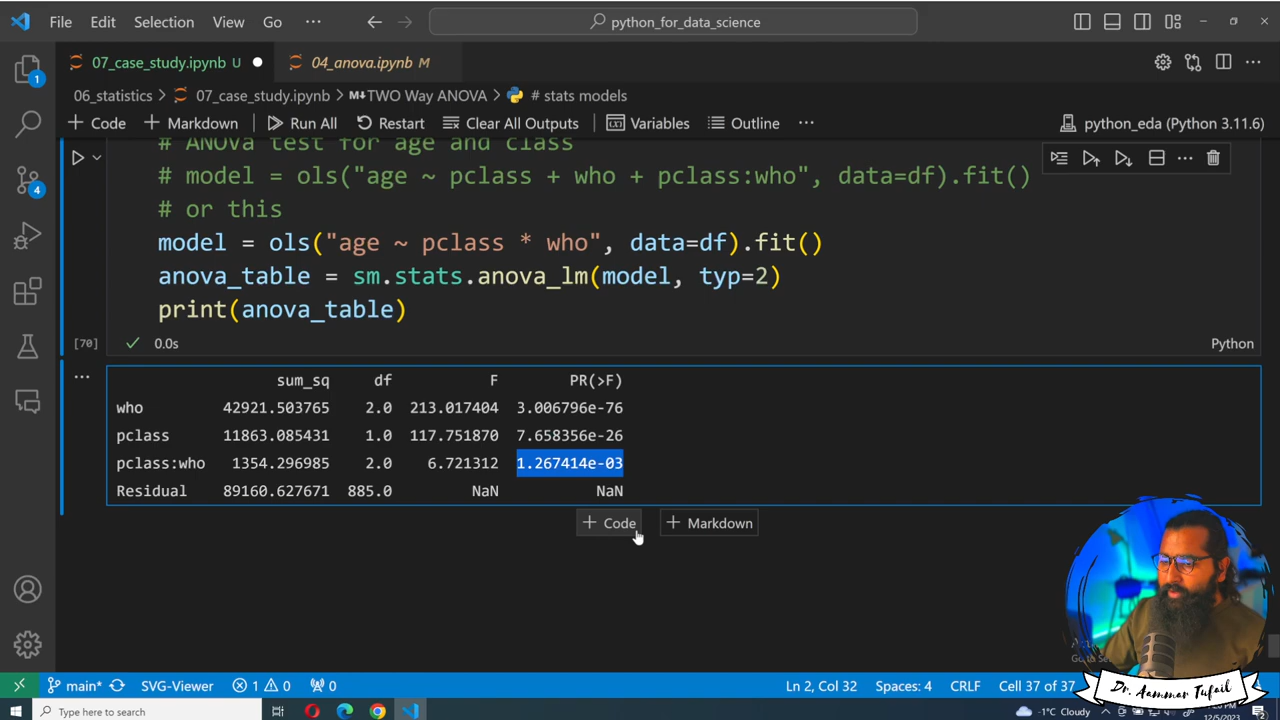 File Edit Selection View Go ··· python_for_data_science
07_case_study.ipynb U 04_anova.ipynb M
06_statistics > 07_case_study.ipynb > TWO Way ANOVA > # stats models
+ Code + Markdown Run All Restart Clear All Outputs Variables Outline ··· python_eda (Python 3.11.6)
# ANOVA test for age and class
# model = ols("age ~ pclass + who + pclass:who", data=df).fit()
# or this
model = ols("age ~ pclass * who", data=df).fit()
anova_table = sm.stats.anova_lm(model, typ=2)
print(anova_table)
[70] 0.0s Python
sum_sq df F PR(>F)
who 42921.503765 2.0 213.017404 3.006796e-76
pclass 11863.085431 1.0 117.751870 7.658356e-26
pclass:who 1354.296985 2.0 6.721312 1.267414e-03
Residual 89160.627671 885.0 NaN NaN
+ Code + Markdown
1
4
main* SVG-Viewer 1 0 0 Ln 2, Col 32 Spaces: 4 CRLF Cell 37 of 37
Dr. Aammar Tufail
Type here to search -1°C Cloudy 12/5/2023